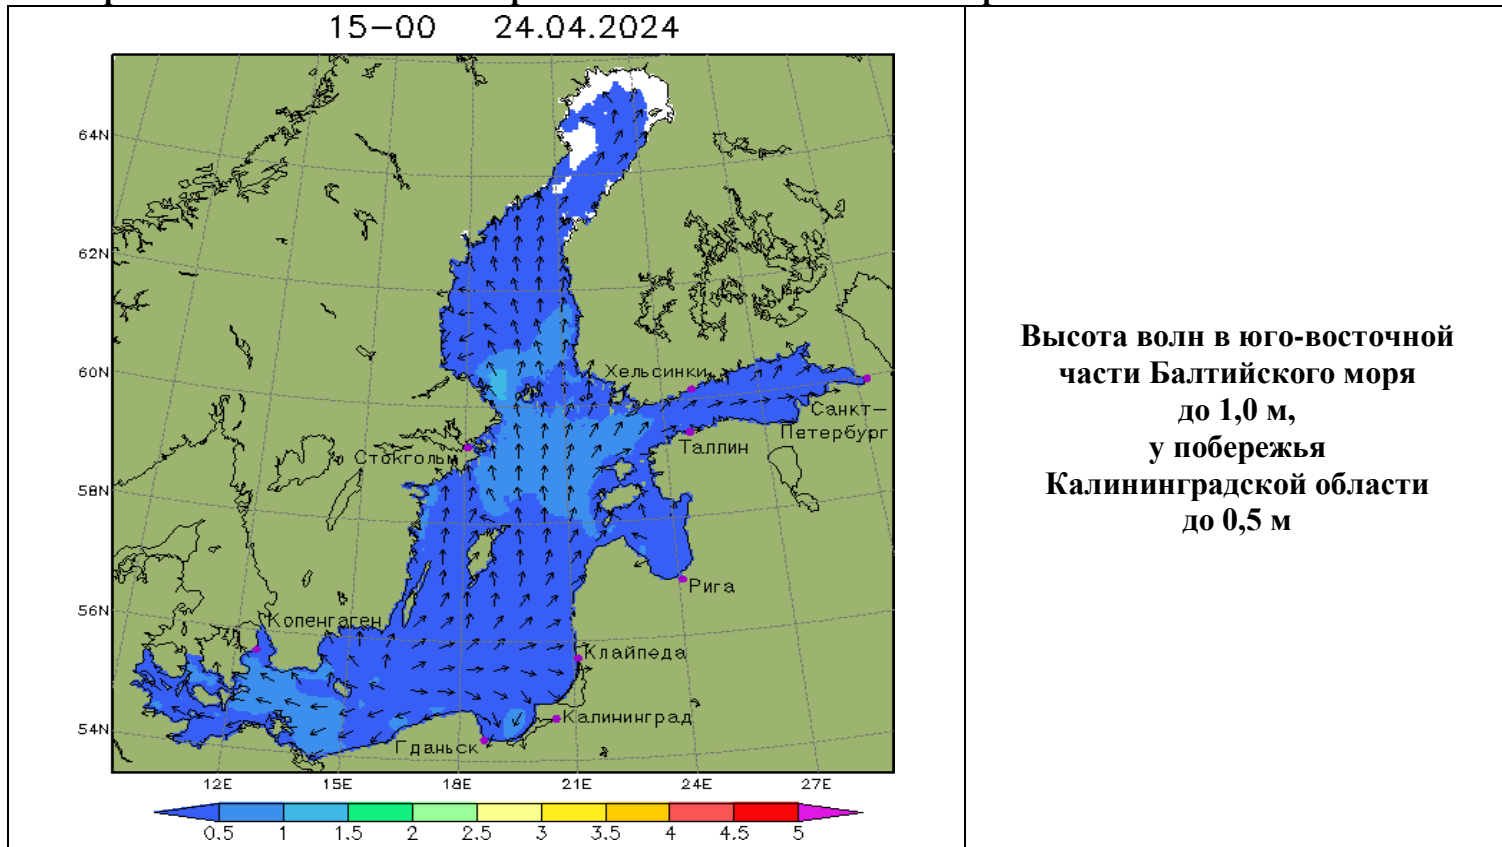 15-00 24.04.2024
64N
62N
60N
58N
56N
54N
Хельсинки
Санкт-
Петербург
Таллин
Стокгольм
Рига
Копенгаген
Клайпеда
Калининград
Гданьск
12E 15E 18E 21E 24E 27E
0.5 1 1.5 2 2.5 3 3.5 4 4.5 5
Высота волн в юго-восточной
части Балтийского моря
до 1,0 м,
у побережья
Калининградской области
до 0,5 м